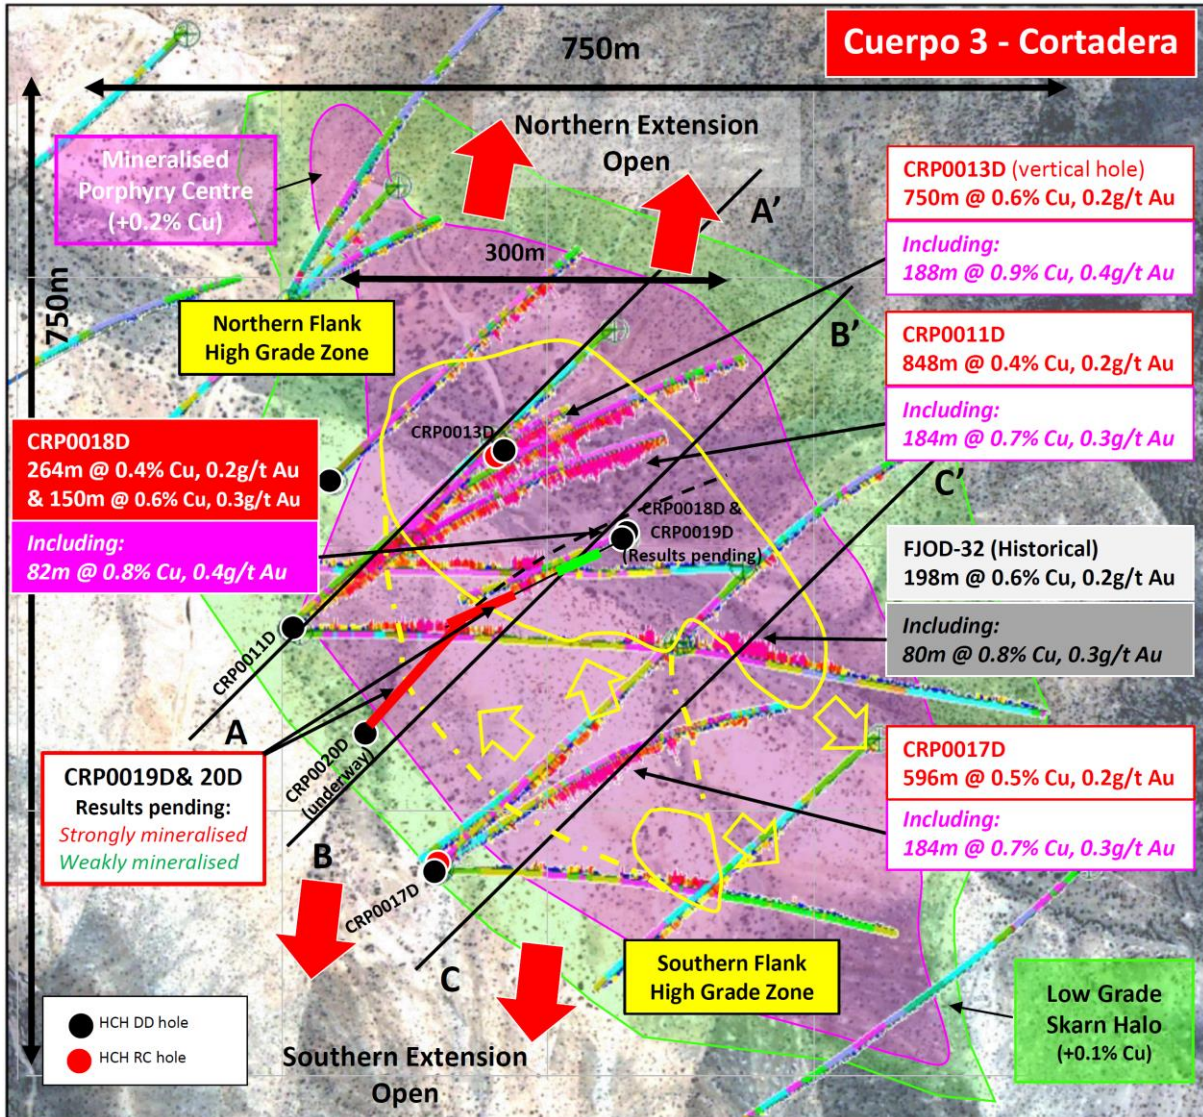 Cuerpo 3 - Cortadera
750m
750m
Mineralised
Porphyry Centre
(+0.2% Cu)
Northern Extension
Open
A'
300m
Northern Flank
High Grade Zone
B'
CRP0013D (vertical hole)
750m @ 0.6% Cu, 0.2g/t Au
Including:
188m @ 0.9% Cu, 0.4g/t Au
CRP0011D
848m @ 0.4% Cu, 0.2g/t Au
Including:
184m @ 0.7% Cu, 0.3g/t Au
CRP0018D
264m @ 0.4% Cu, 0.2g/t Au
& 150m @ 0.6% Cu, 0.3g/t Au
Including:
82m @ 0.8% Cu, 0.4g/t Au
CRP0013D
CRP0018D &
CRP0019D
(Results pending)
C'
FJOD-32 (Historical)
198m @ 0.6% Cu, 0.2g/t Au
Including:
80m @ 0.8% Cu, 0.3g/t Au
CRP0011D
A
CRP0020D
(underway)
CRP0019D& 20D
Results pending:
Strongly mineralised
Weakly mineralised
B
CRP0017D
596m @ 0.5% Cu, 0.2g/t Au
Including:
184m @ 0.7% Cu, 0.3g/t Au
CRP0017D
C
Southern Flank
High Grade Zone
Low Grade
Skarn Halo
(+0.1% Cu)
HCH DD hole
HCH RC hole
Southern Extension
Open